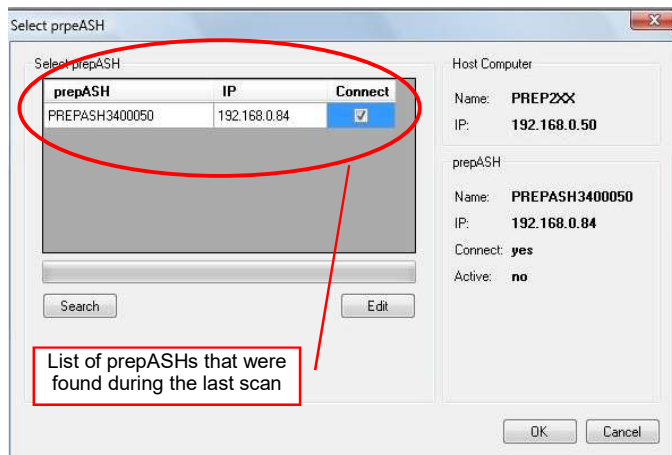 Select prpeASH
Select prepASH
prepASH IP Connect
PREPASH3400050 192.168.0.84
Search Edit
List of prepASHs that were
found during the last scan
Host Computer
Name: PREP2XX
IP: 192.168.0.50
prepASH
Name: PREPASH3400050
IP: 192.168.0.84
Connect: yes
Active: no
OK Cancel